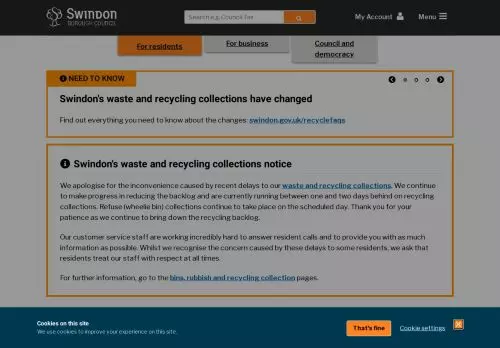 Swindon
BOROUGH COUNCIL
Search e.g. Council Tax
My Account
Menu
For residents
For business
Council and
democracy
NEED TO KNOW
Swindon's waste and recycling collections have changed
Find out everything you need to know about the changes: swindon.gov.uk/recyclefaqs
Swindon's waste and recycling collections notice
We apologise for the inconvenience caused by recent delays to our waste and recycling collections. We continue
to make progress in reducing the backlog and are currently running between one and two days behind on recycling
collections. Refuse (wheelie bin) collections continue to take place on the scheduled day. Thank you for your
patience as we continue to bring down the recycling backlog.
Our customer service staff are working incredibly hard to answer resident calls and to provide you with as much
information as possible. Whilst we recognise the concern caused by these delays to some residents, we ask that
residents treat our staff with respect at all times.
For further information, go to the bins, rubbish and recycling collection pages.
Cookies on this site
We use cookies to improve your experience on this site.
That's fine
Cookie settings